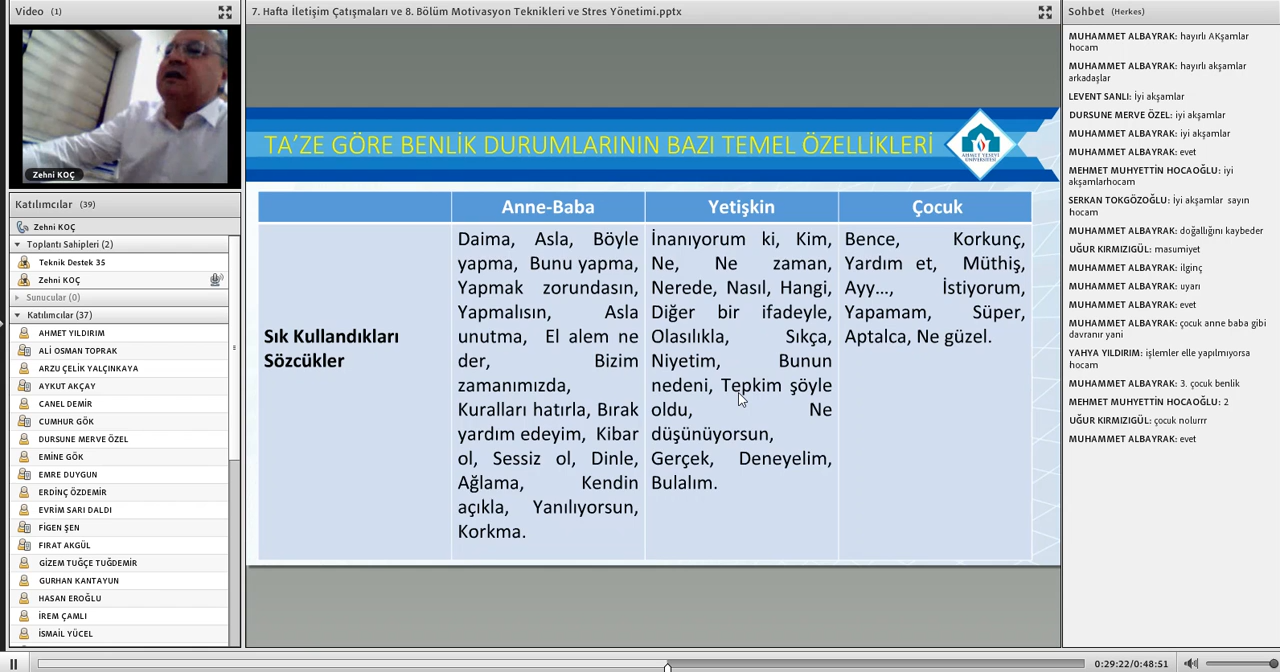 Video (1)
Zehni KOÇ
Katılımcılar (39)
Zehni KOÇ
Toplantı Sahipleri (2)
Teknik Destek 35
Zehni KOÇ
Sunucular (0)
Katılımcılar (37)
AHMET YILDIRIM
ALİ OSMAN TOPRAK
ARZU ÇELİK YALÇINKAYA
AYKUT AKÇAY
CANEL DEMİR
CUMHUR GÖK
DURSUNE MERVE ÖZEL
EMİNE GÖK
EMRE DUYGUN
ERDİNÇ ÖZDEMİR
EVRİM SARI DALDI
FİGEN ŞEN
FIRAT AKGÜL
GİZEM TUĞÇE TUĞDEMİR
GURHAN KANTAYUN
HASAN EROĞLU
İREM ÇAMLI
İSMAİL YÜCEL
7. Hafta İletişim Çatışmaları ve 8. Bölüm Motivasyon Teknikleri ve Stres Yönetimi.pptx
TA’ZE GÖRE BENLİK DURUMLARININ BAZI TEMEL ÖZELLİKLERİ
AHMET YESEVİ
ÜNİVERSİTESİ
Anne-Baba
Yetişkin
Çocuk
Sık Kullandıkları
Sözcükler
Daima, Asla, Böyle
yapma, Bunu yapma,
Yapmak zorundasın,
Yapmalısın, Asla
unutma, El alem ne
der, Bizim
zamanımızda,
Kuralları hatırla, Bırak
yardım edeyim, Kibar
ol, Sessiz ol, Dinle,
Ağlama, Kendin
açıkla, Yanılıyorsun,
Korkma.
İnanıyorum ki, Kim,
Ne, Ne zaman,
Nerede, Nasıl, Hangi,
Diğer bir ifadeyle,
Olasılıkla, Sıkça,
Niyetim, Bunun
nedeni, Tepkim şöyle
oldu, Ne
düşünüyorsun,
Gerçek, Deneyelim,
Bulalım.
Bence, Korkunç,
Yardım et, Müthiş,
Ayy..., İstiyorum,
Yapamam, Süper,
Aptalca, Ne güzel.
Sohbet (Herkes)
MUHAMMET ALBAYRAK: hayırlı AKşamlar
hocam
MUHAMMET ALBAYRAK: hayırlı akşamlar
arkadaşlar
LEVENT SANLI: İyi akşamlar
DURSUNE MERVE ÖZEL: iyi akşamlar
MUHAMMET ALBAYRAK: iyi akşamlar
MUHAMMET ALBAYRAK: evet
MEHMET MUHYETTİN HOCAOĞLU: iyi
akşamlarhocam
SERKAN TOKGÖZOĞLU: İyi akşamlar sayın
hocam
MUHAMMET ALBAYRAK: doğallığını kaybeder
UĞUR KIRMIZIGÜL: masumiyet
MUHAMMET ALBAYRAK: ilginç
MUHAMMET ALBAYRAK: uyarı
MUHAMMET ALBAYRAK: evet
MUHAMMET ALBAYRAK: çocuk anne baba gibi
davranır yani
YAHYA YILDIRIM: işlemler elle yapılmıyorsa
hocam
MUHAMMET ALBAYRAK: 3. çocuk benlik
MEHMET MUHYETTİN HOCAOĞLU: 2
UĞUR KIRMIZIGÜL: çocuk nolurrr
MUHAMMET ALBAYRAK: evet
0:29:22/0:48:51